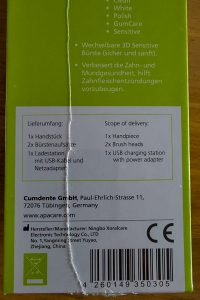 Clean
• White
• Polish
• GumCare
• Sensitive
• Wechselbare 3D Sensitive
Bürste (sicher und sanft).
• Verbessert die Zahn- und
Mundgesundheit, hilft
Zahnfleischentzündungen
vorzubeugen.
Lieferumfang:
1x Handstück
2x Bürstenaufsätze
1x Ladestation
mit USB-Kabel und
Netzadapter
Scope of delivery:
1x Handpiece
2x Brush heads
1x USB charging station
with power adapter
Cumdente GmbH, Paul-Ehrlich-Strasse 11,
72076 Tübingen, Germany
www.apacare.com
Hersteller/Manufacturer: Ningbo Xoralcare
Electronic Technology Co., LTD
No. 1, Yangming Street Yuyao,
Zhejiang, China
CE
4 260149 350305